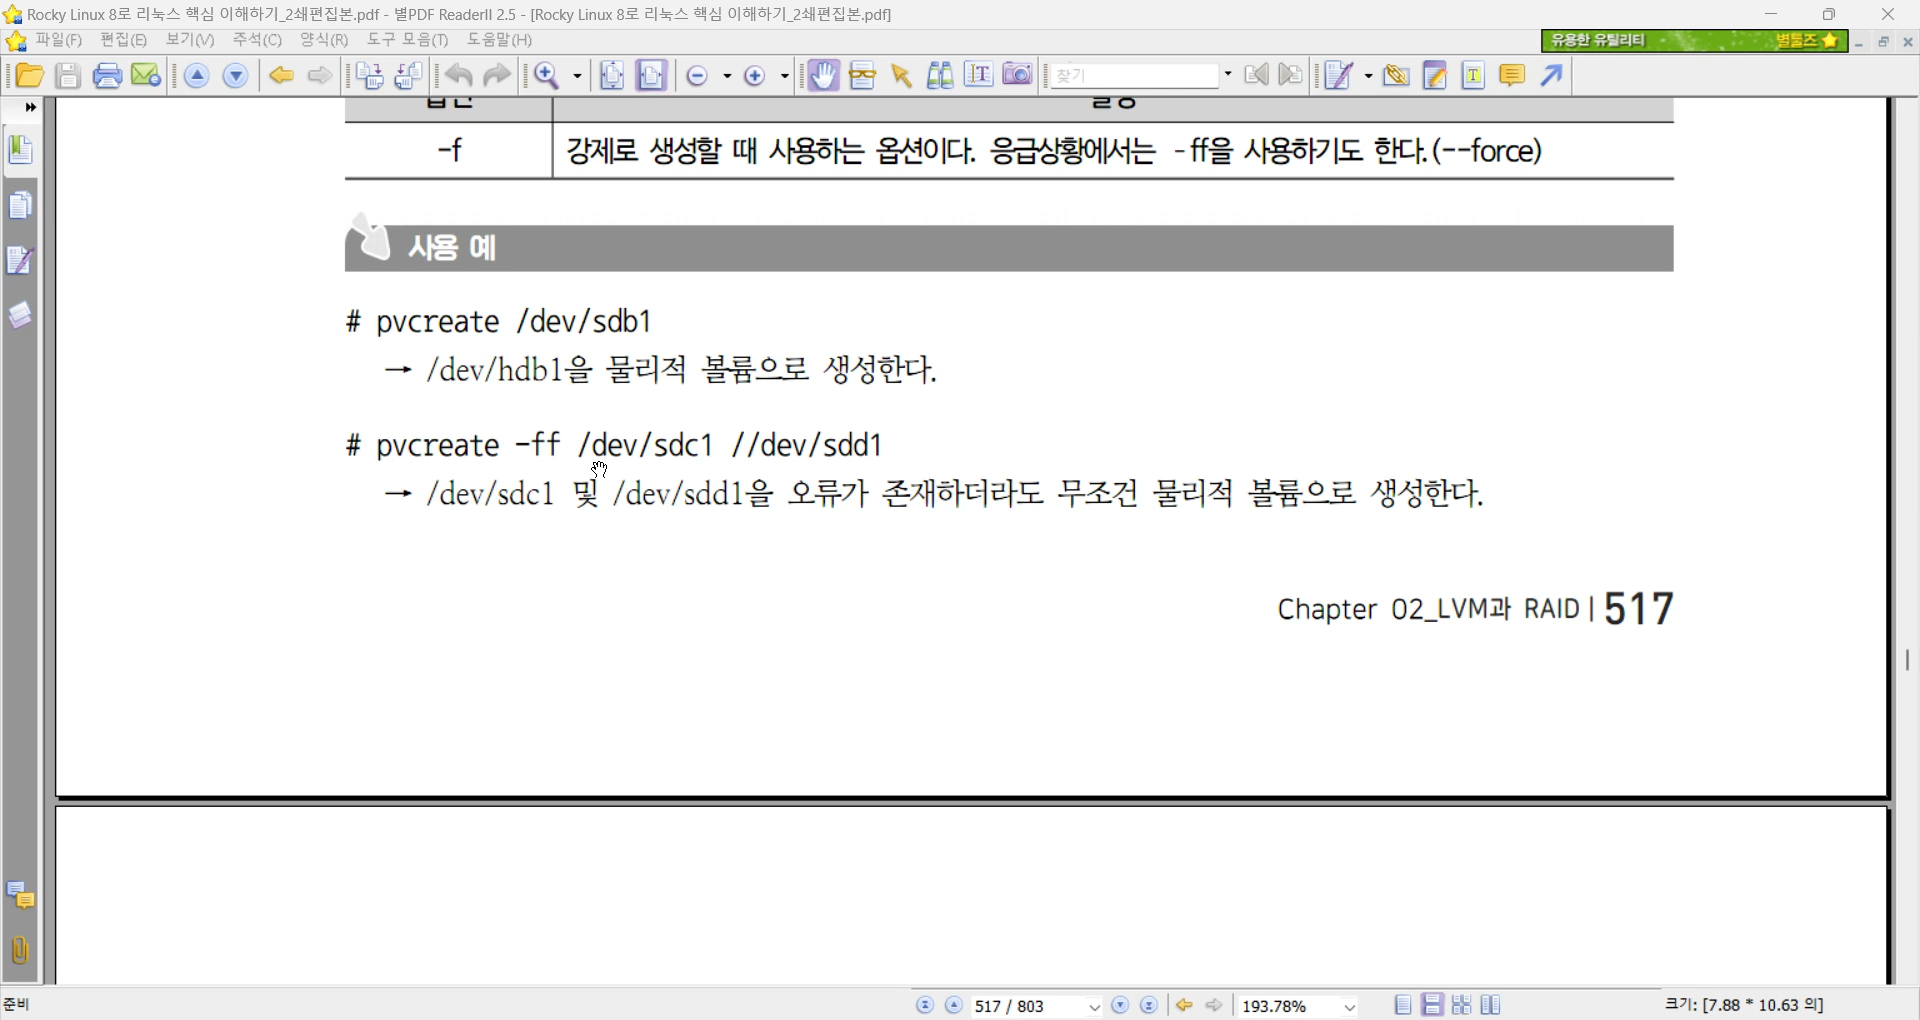 Rocky Linux 8로 리눅스 핵심 이해하기_2쇄편집본.pdf - 별PDF ReaderII 2.5 - [Rocky Linux 8로 리눅스 핵심 이해하기_2쇄편집본.pdf]
파일(F) 편집(E) 보기(V) 주석(C) 양식(R) 도구 모음(T) 도움말(H)
유용한 유틸리티 별툴즈
찾기
-f 강제로 생성할 때 사용하는 옵션이다. 응급상황에서는 -ff을 사용하기도 한다.(--force)
사용 예
# pvcreate /dev/sdb1
→ /dev/hdb1을 물리적 볼륨으로 생성한다.
# pvcreate -ff /dev/sdc1 //dev/sdd1
→ /dev/sdc1 및 /dev/sdd1을 오류가 존재하더라도 무조건 물리적 볼륨으로 생성한다.
Chapter 02_LVM과 RAID | 517
준비
517 / 803
193.78%
크기: [7.88 * 10.63 의]